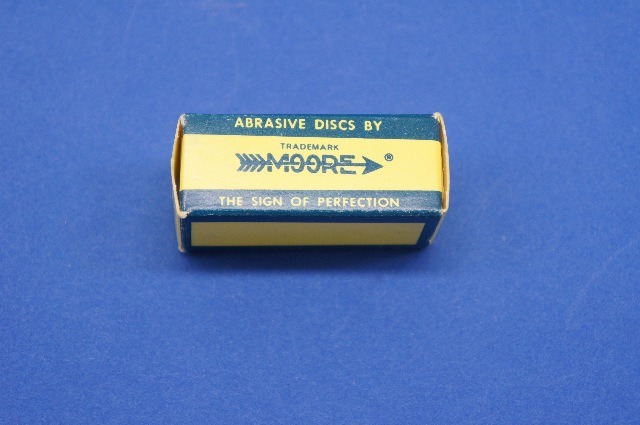 ABRASIVE DISCS BY
TRADEMARK
MOORE®
THE SIGN OF PERFECTION